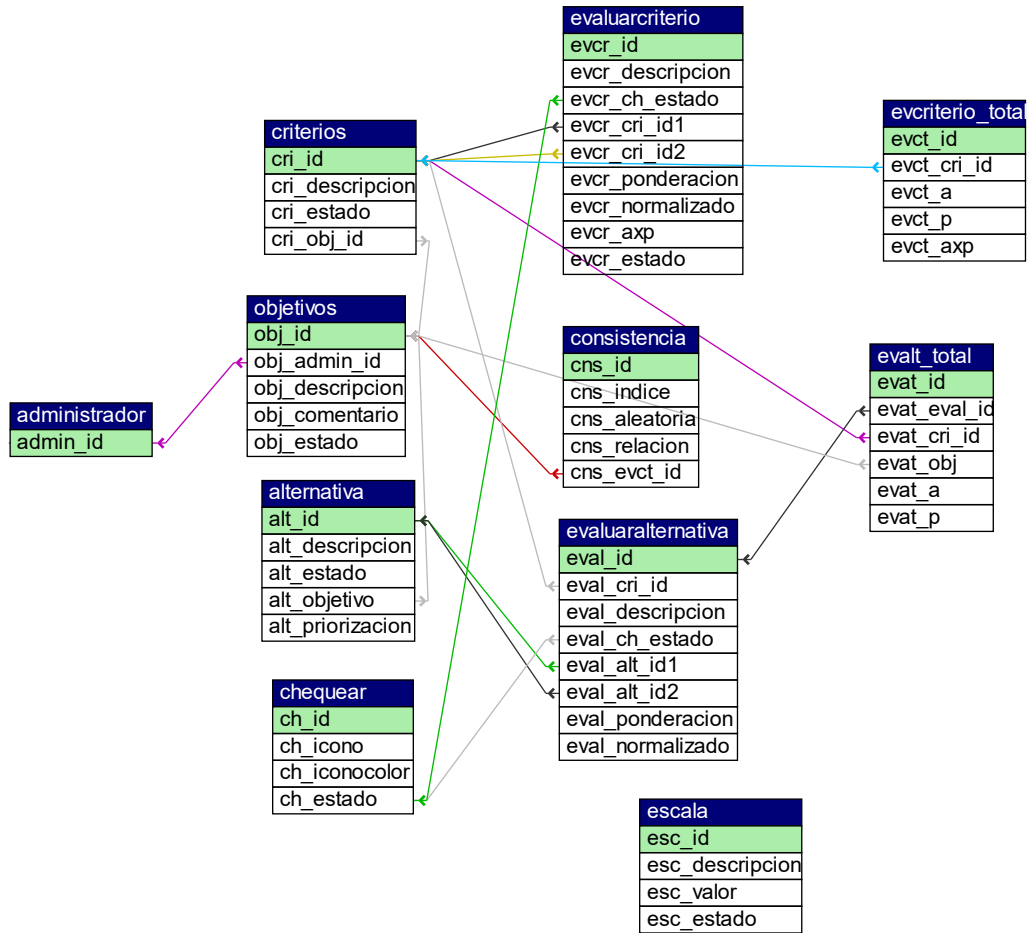 evaluarcriterio
evcr_id
evcr_descripcion
evcr_ch_estado
evcr_cri_id1
evcr_cri_id2
evcr_ponderacion
evcr_normalizado
evcr_axp
evcr_estado
evcriterio_total
evct_id
evct_cri_id
evct_a
evct_p
evct_axp
criterios
cri_id
cri_descripcion
cri_estado
cri_obj_id
objetivos
obj_id
obj_admin_id
obj_descripcion
obj_comentario
obj_estado
consistencia
cns_id
cns_indice
cns_aleatoria
cns_relacion
cns_evct_id
evalt_total
evat_id
evat_eval_id
evat_cri_id
evat_obj
evat_a
evat_p
administrador
admin_id
alternativa
alt_id
alt_descripcion
alt_estado
alt_objetivo
alt_priorizacion
evaluaralternativa
eval_id
eval_cri_id
eval_descripcion
eval_ch_estado
eval_alt_id1
eval_alt_id2
eval_ponderacion
eval_normalizado
chequear
ch_id
ch_icono
ch_iconocolor
ch_estado
escala
esc_id
esc_descripcion
esc_valor
esc_estado